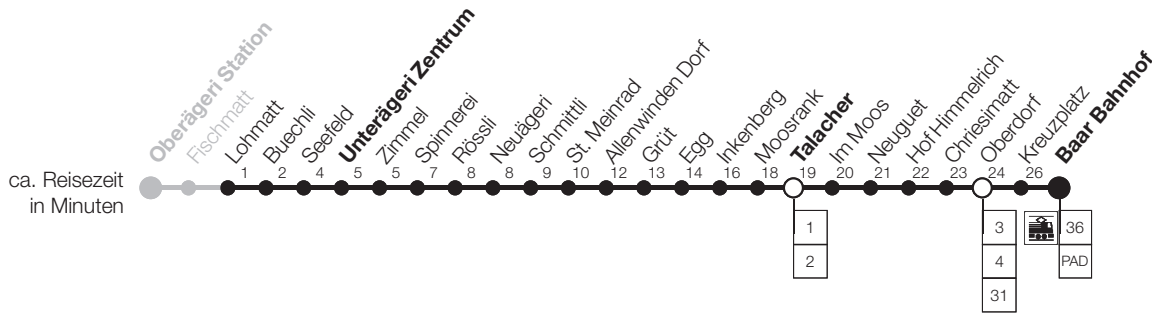 Oberägeri Station
Fischmatt
Lohmatt
Buechli
Seefeld
Unterägeri Zentrum
Zimmel
Spinnerei
Rössli
Neuägeri
Schmittli
St. Meinrad
Allenwinden Dorf
Grüt
Egg
Inkenberg
Moosrank
Talacher
Im Moos
Neuguet
Hof Himmelrich
Chriesimatt
Oberdorf
Kreuzplatz
Baar Bahnhof
ca. Reisezeit
in Minuten
1 2 4 5 5 7 8 8 9 10 12 13 14 16 18 19 20 21 22 23 24 26
1
2
3
4
31
36
PAD